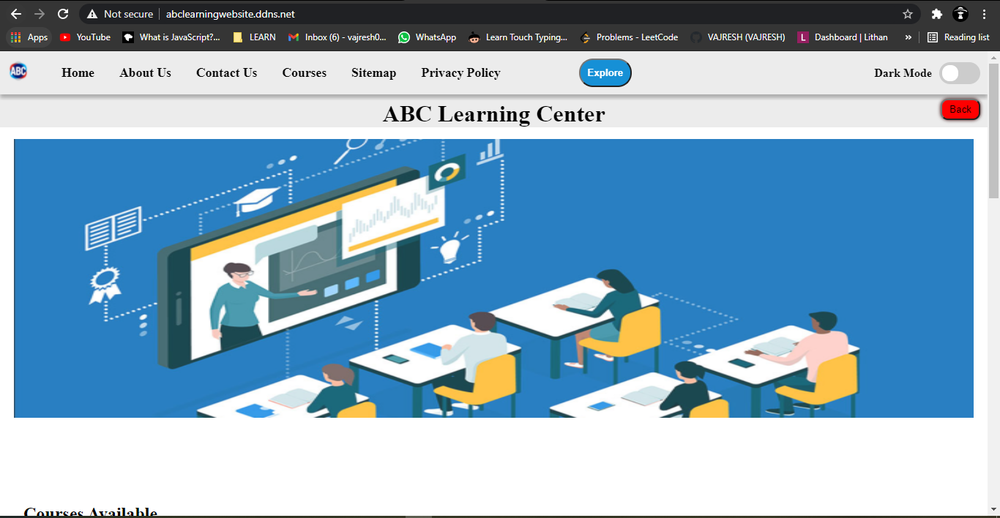 Not secure abclearningwebsite.ddns.net
Apps YouTube What is JavaScript?... LEARN Inbox (6) - vajresh0... WhatsApp Learn Touch Typing... Problems - LeetCode VAJRESH (VAJRESH) L Dashboard | Lithan » Reading list
ABC Home About Us Contact Us Courses Sitemap Privacy Policy Explore Dark Mode
ABC Learning Center Back
Courses Available